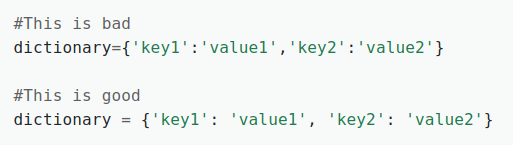 #This is bad
dictionary={'key1':'value1','key2':'value2'}
#This is good
dictionary = {'key1': 'value1', 'key2': 'value2'}